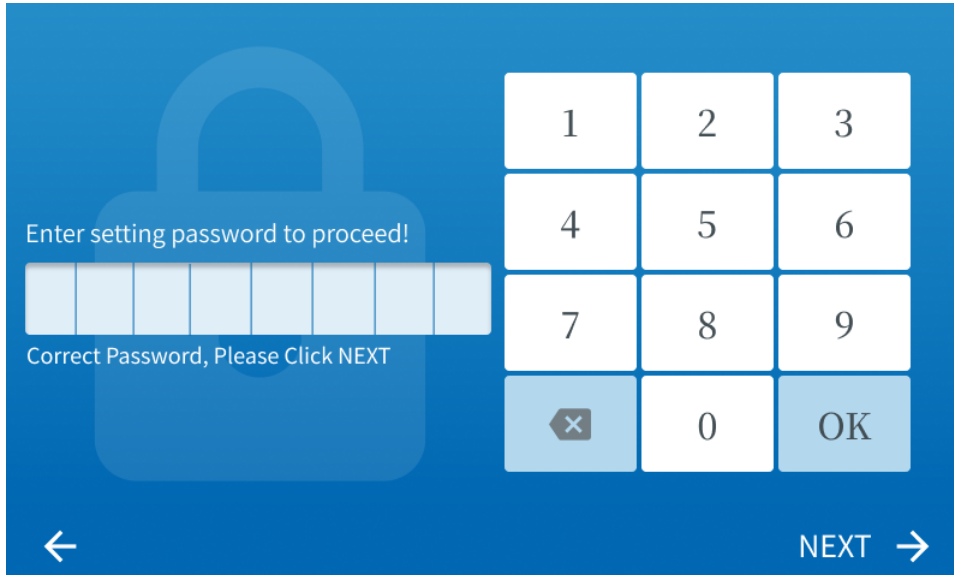 Enter setting password to proceed!
Correct Password, Please Click NEXT
1 2 3
4 5 6
7 8 9
0 OK
NEXT